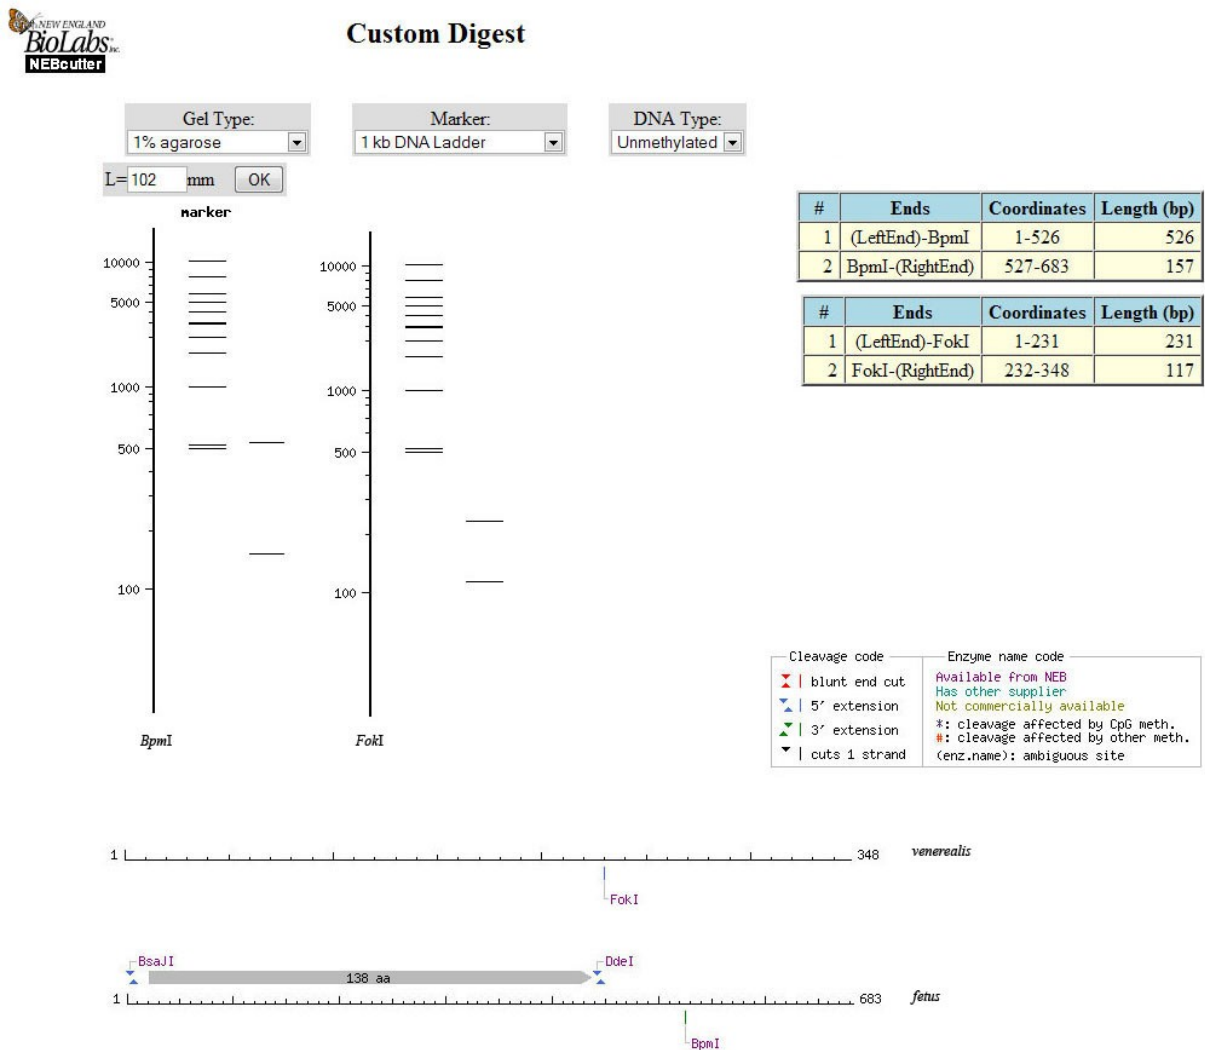 NEW ENGLAND
BioLabs Inc.
NEBcutter
Custom Digest
Gel Type:
1% agarose
Marker:
1 kb DNA Ladder
DNA Type:
Unmethylated
L= 102 mm OK
marker
10000
5000
1000
500
100
BpmI
10000
5000
1000
500
100
FokI
# Ends Coordinates Length (bp)
1 (LeftEnd)-BpmI 1-526 526
2 BpmI-(RightEnd) 527-683 157
# Ends Coordinates Length (bp)
1 (LeftEnd)-FokI 1-231 231
2 FokI-(RightEnd) 232-348 117
Cleavage code
blunt end cut
5' extension
3' extension
cuts 1 strand
Enzyme name code
Available from NEB
Has other supplier
Not commercially available
*: cleavage affected by CpG meth.
#: cleavage affected by other meth.
(enz.name): ambiguous site
1 348 venerealis
FokI
BsaJI DdeI
138 aa
1 683 fetus
BpmI